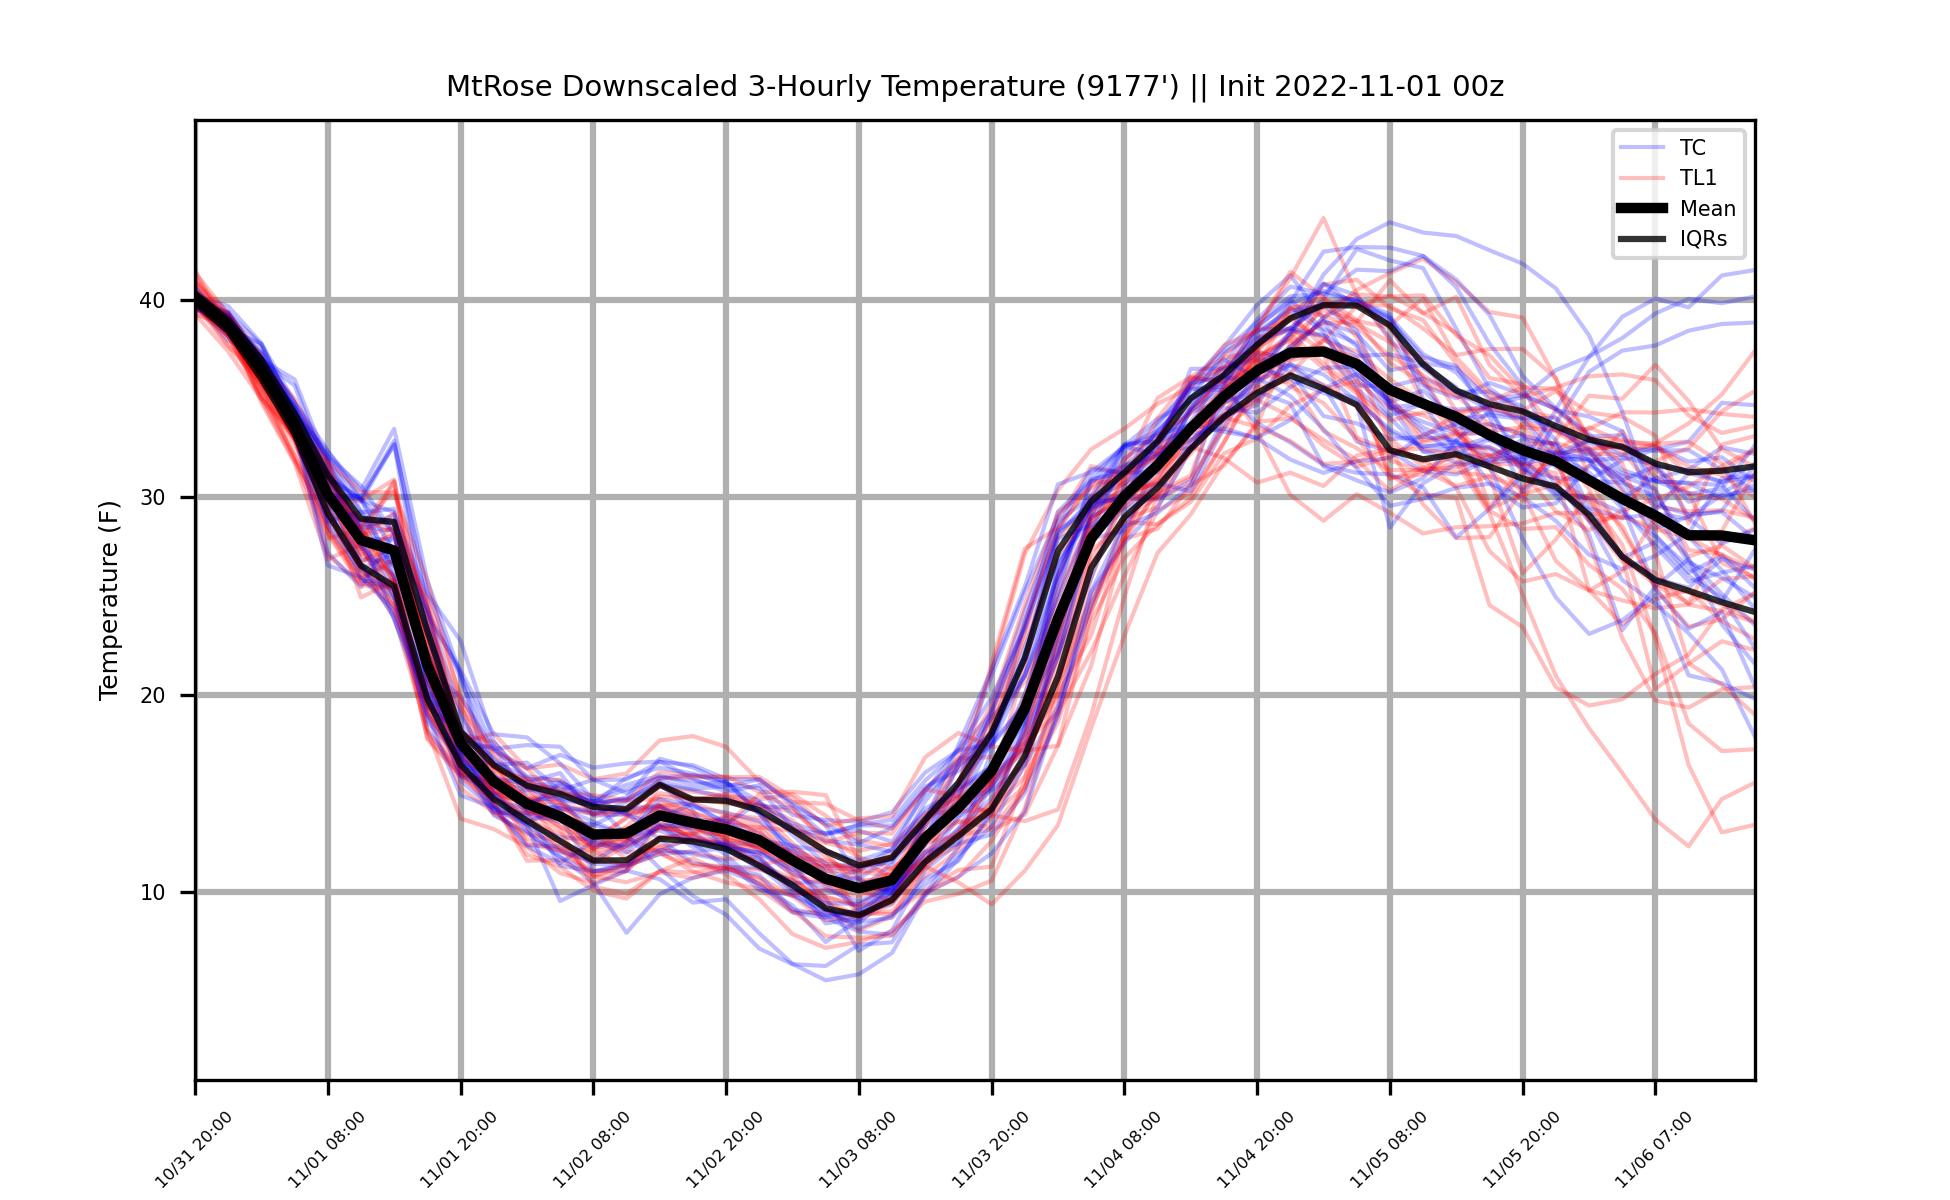 MtRose Downscaled 3-Hourly Temperature (9177') || Init 2022-11-01 00z
TC
TL1
Mean
IQRs
Temperature (F)
40
30
20
10
10/31 20:00
11/01 08:00
11/01 20:00
11/02 08:00
11/02 20:00
11/03 08:00
11/03 20:00
11/04 08:00
11/04 20:00
11/05 08:00
11/05 20:00
11/06 07:00